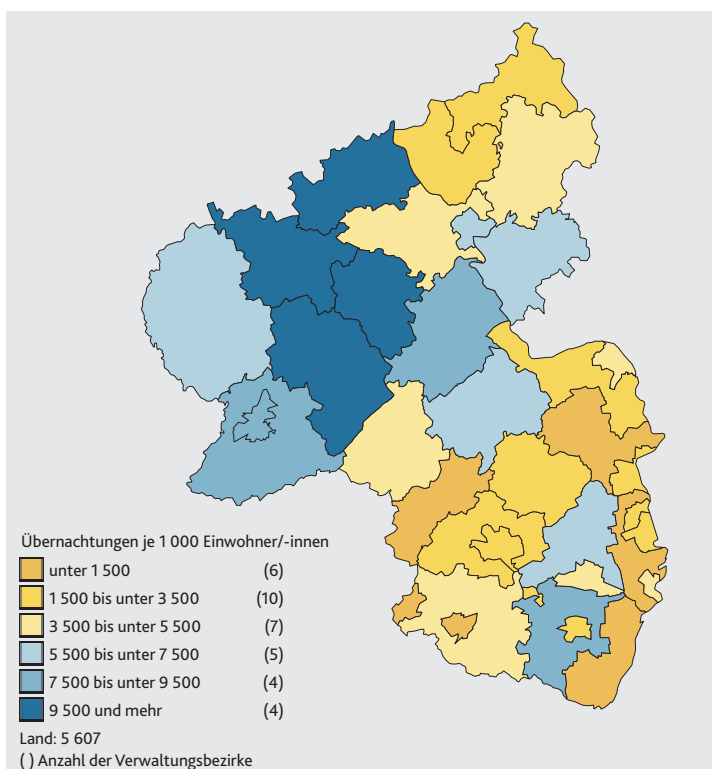 Übernachtungen je 1 000 Einwohner/-innen
unter 1 500 (6)
1 500 bis unter 3 500 (10)
3 500 bis unter 5 500 (7)
5 500 bis unter 7 500 (5)
7 500 bis unter 9 500 (4)
9 500 und mehr (4)
Land: 5 607
( ) Anzahl der Verwaltungsbezirke